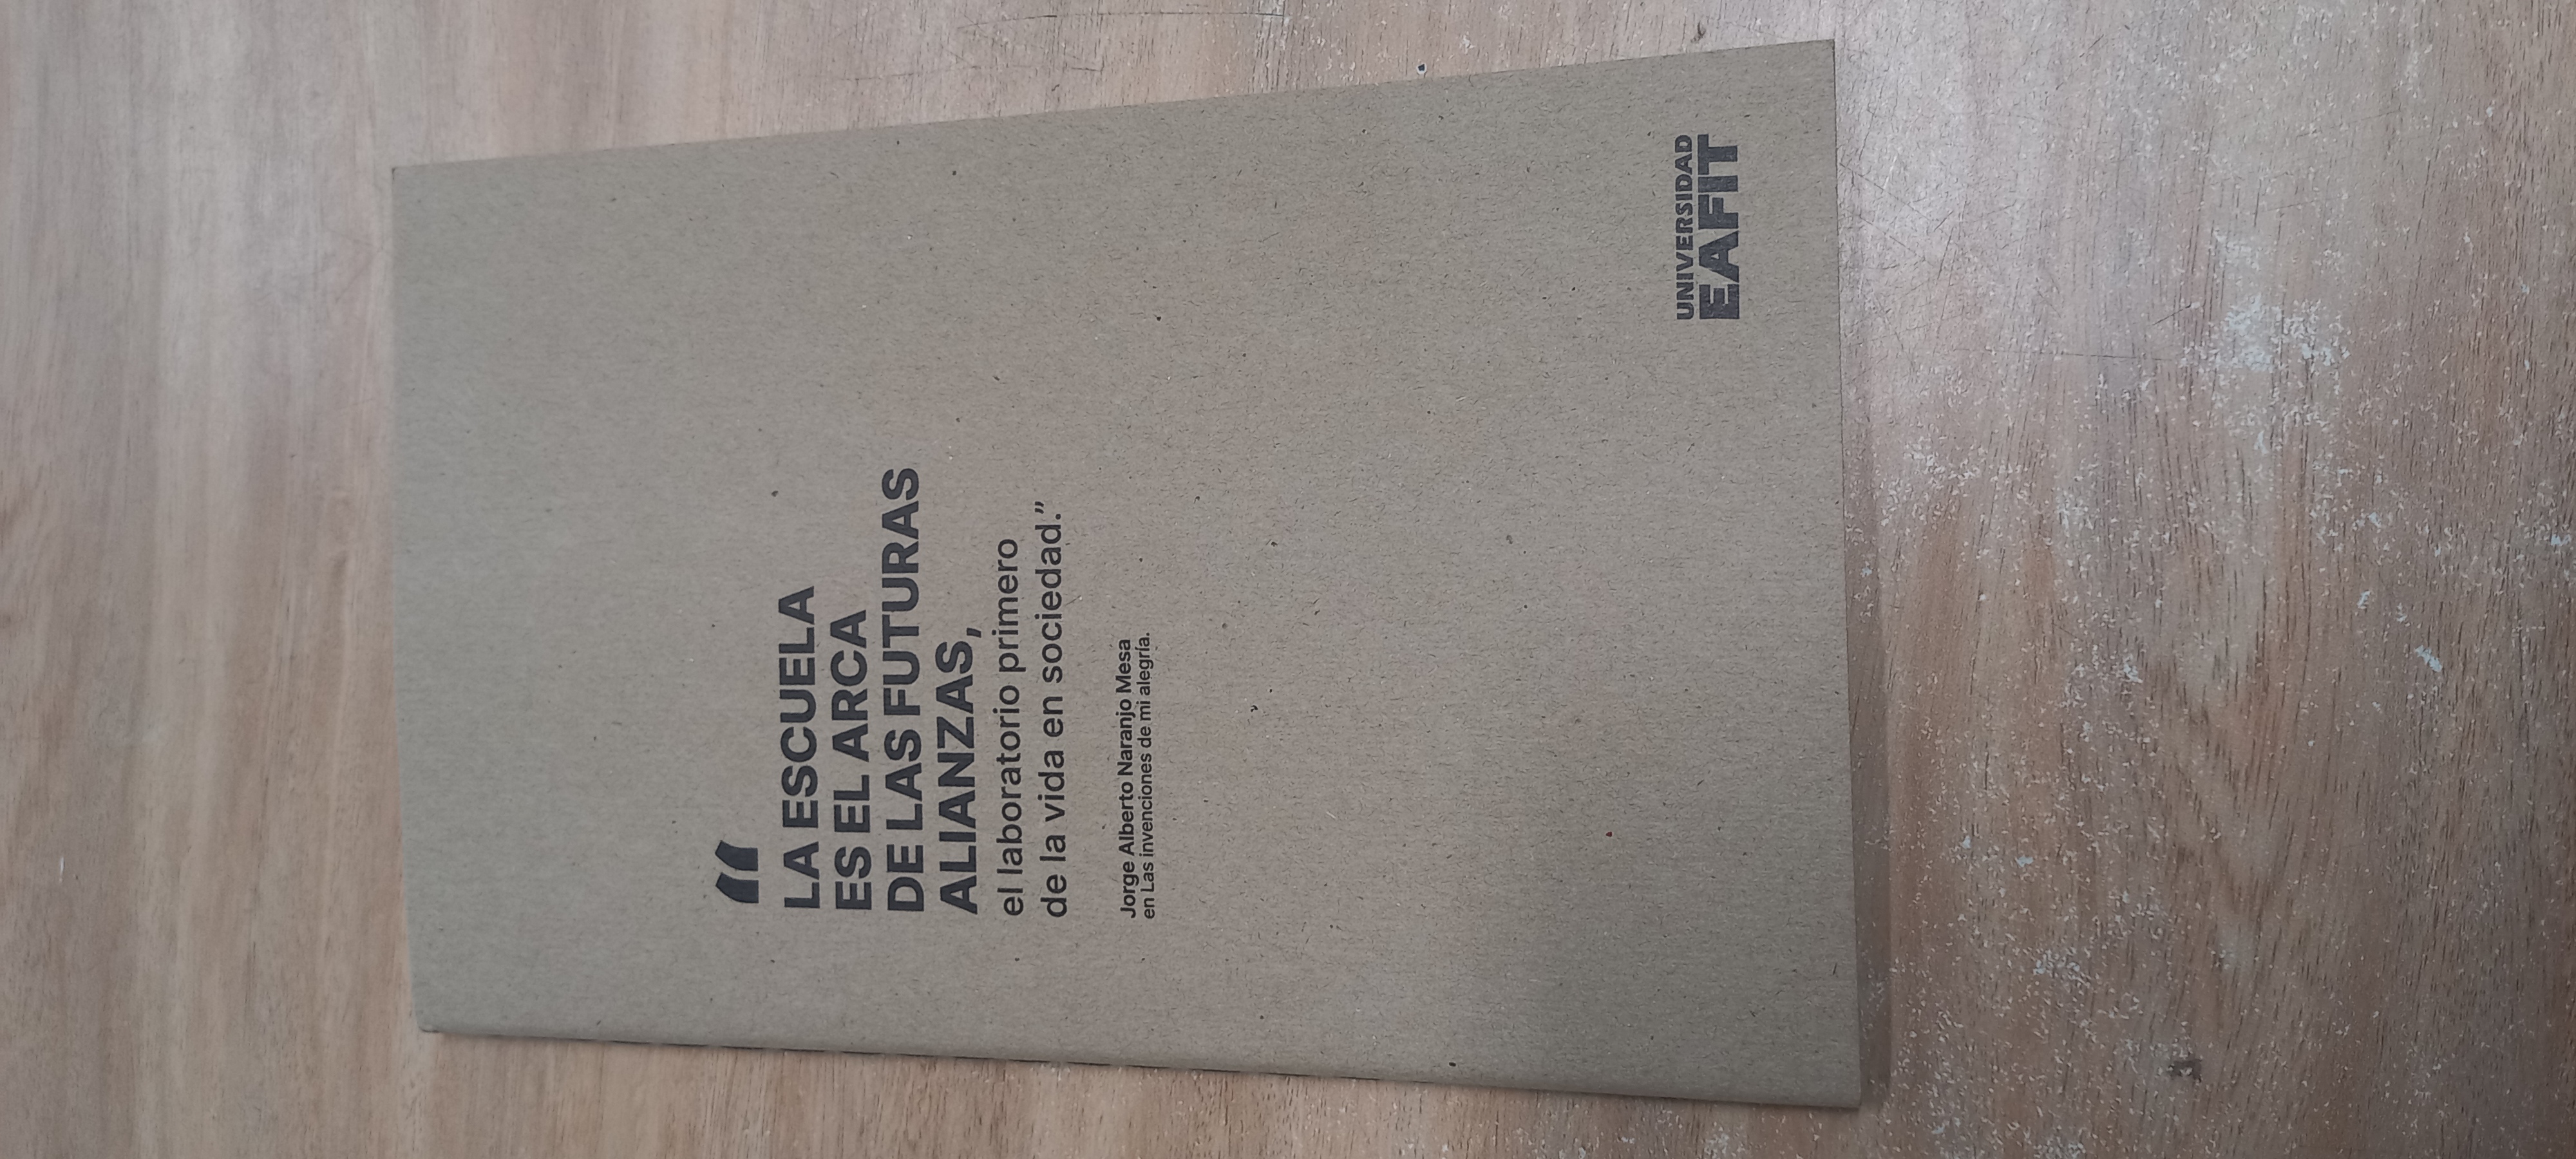 “
LA ESCUELA
ES EL ARCA
DE LAS FUTURAS
ALIANZAS,
el laboratorio primero
de la vida en sociedad.”
Jorge Alberto Naranjo Mesa
en Las invenciones de mi alegría.
UNIVERSIDAD
EAFIT